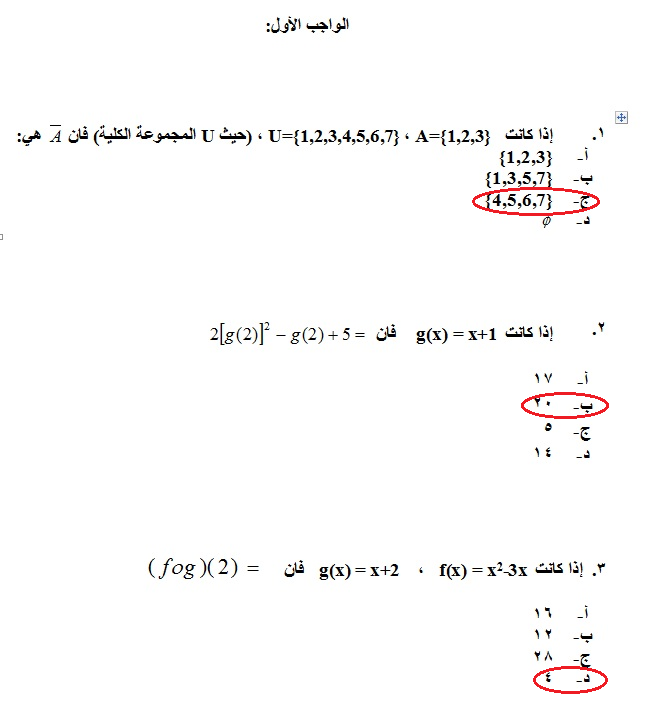 الواجب الأول:
١. إذا كانت A={1,2,3} ، U={1,2,3,4,5,6,7} ، (حيث U المجموعة الكلية) فان A̅ هي:
أ- {1,2,3}
ب- {1,3,5,7}
ج- {4,5,6,7}
د- φ
٢. إذا كانت g(x) = x+1 فان 2[g(2)]² − g(2) + 5 =
أ- ١٧
ب- ٢٠
ج- ٥
د- ١٤
٣. إذا كانت f(x) = x²-3x ، g(x) = x+2 فان (fog)(2) =
أ- ١٦
ب- ١٢
ج- ٢٨
د- ٤